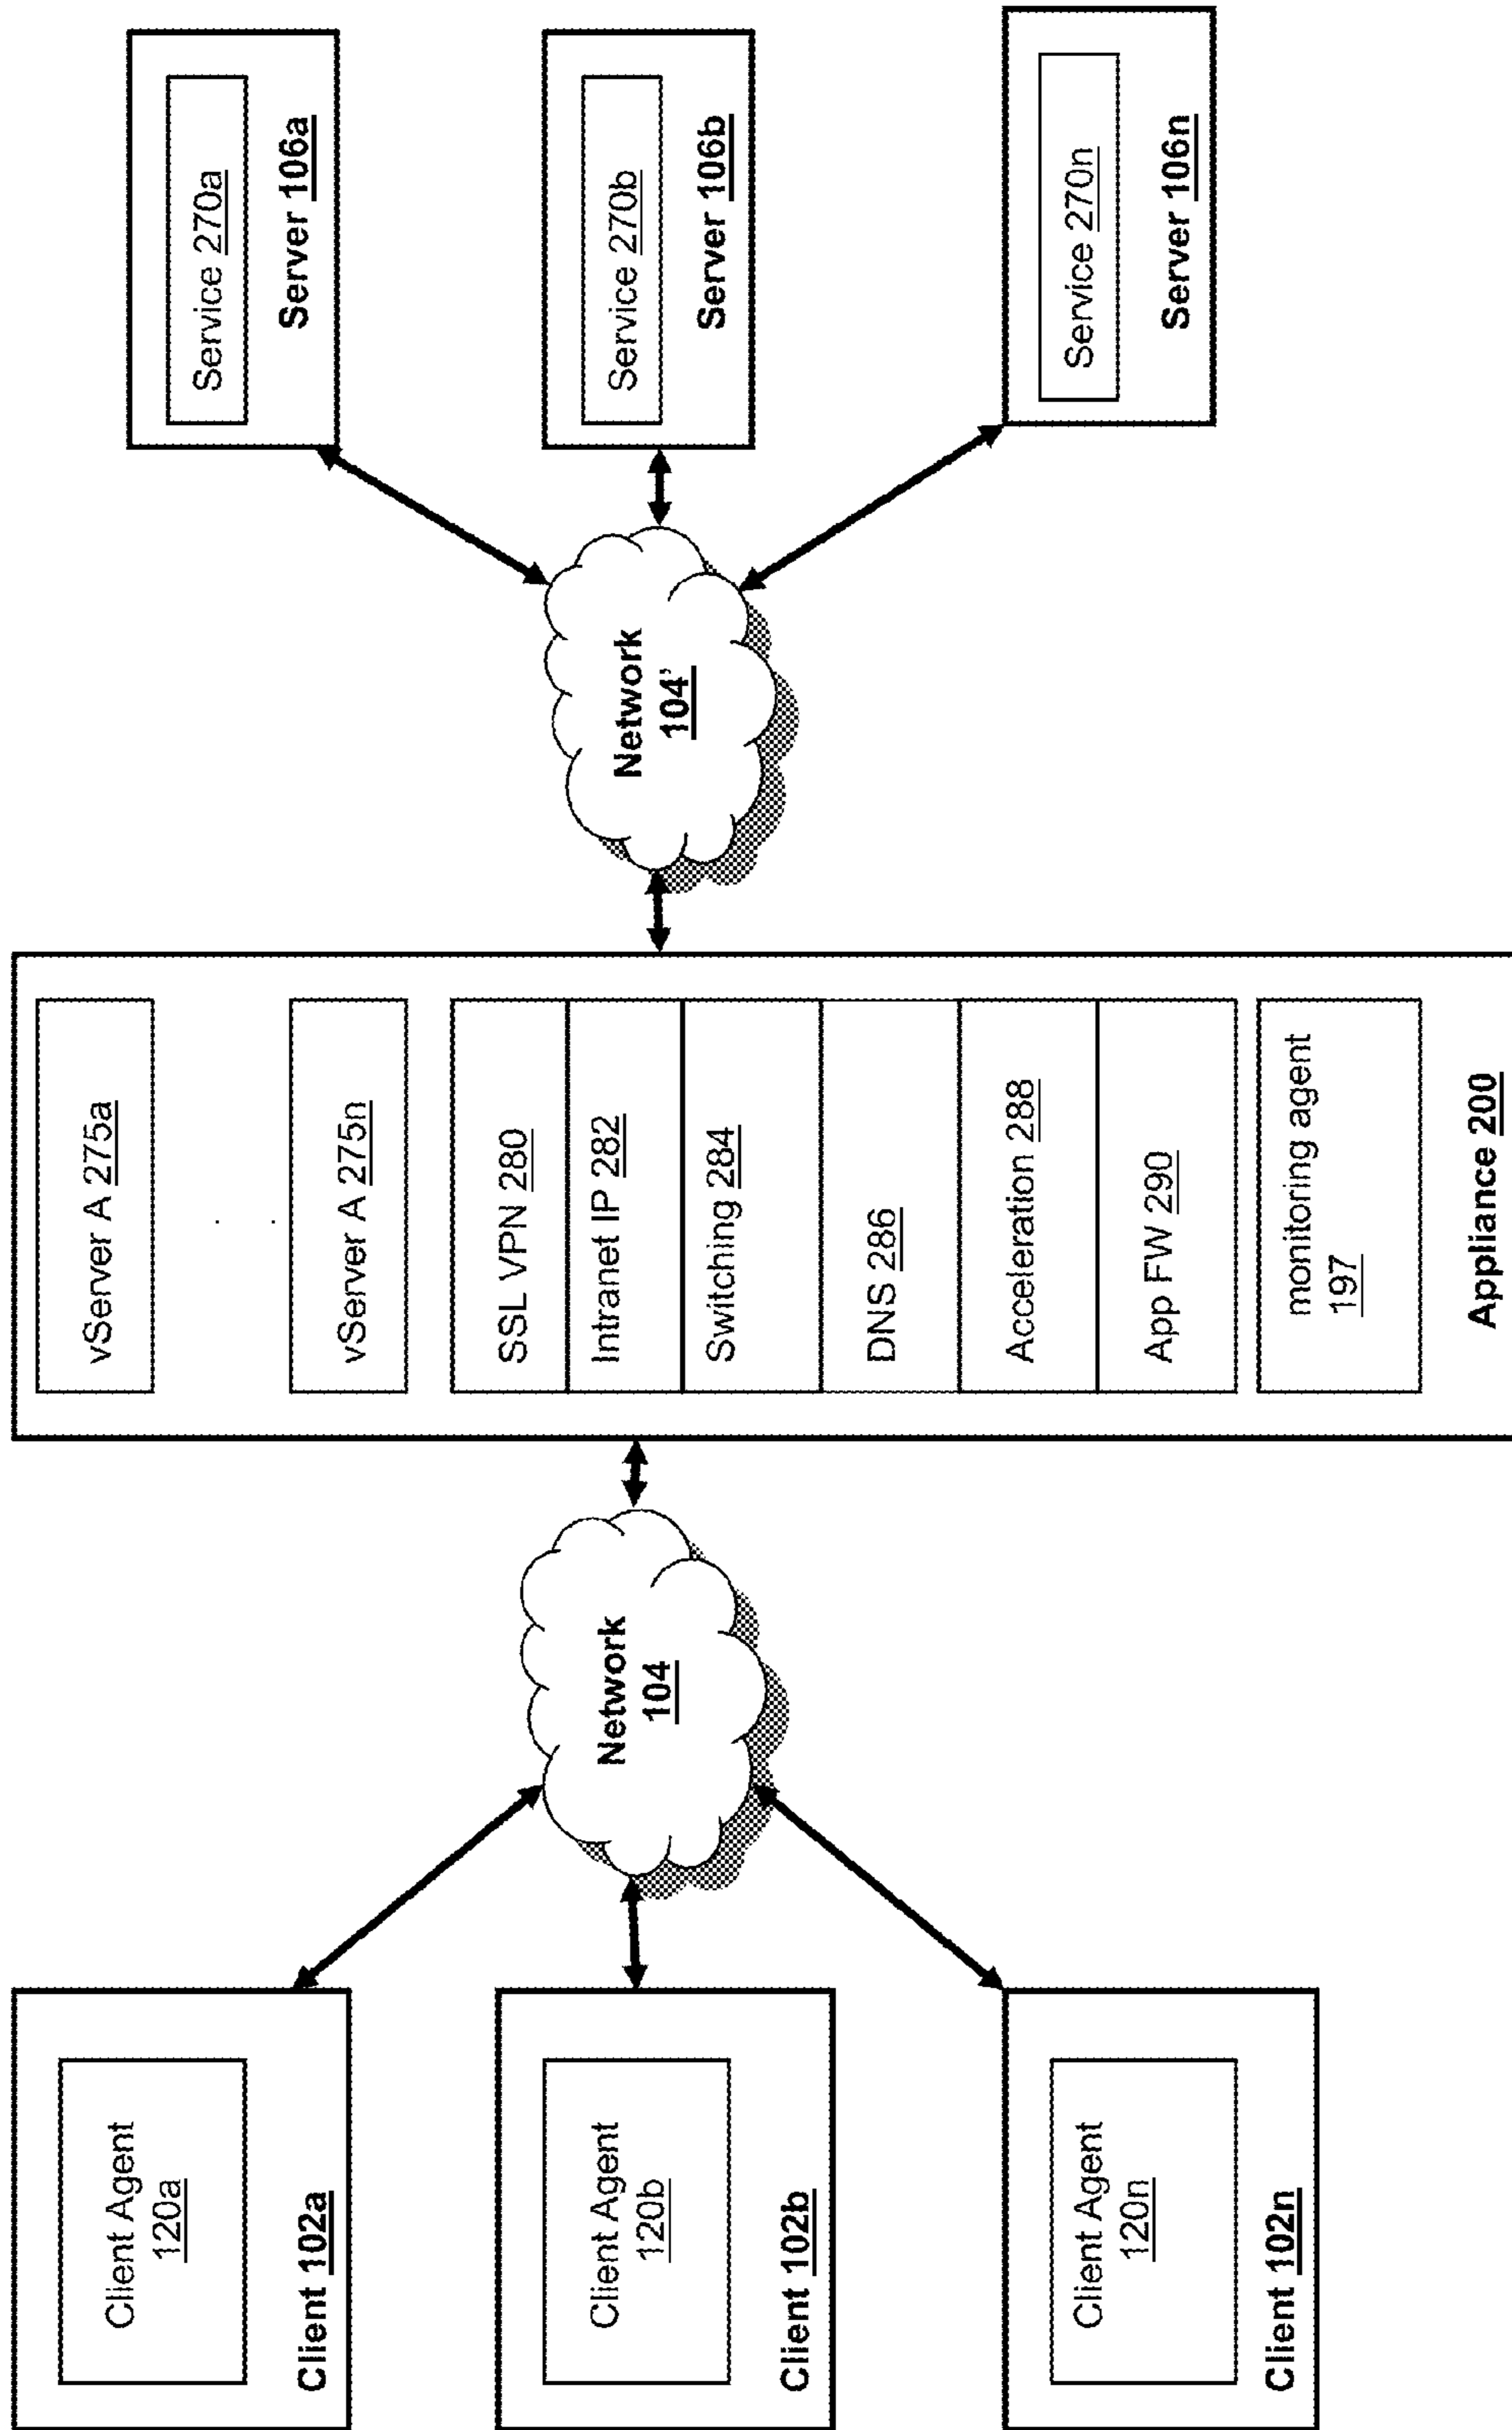 Client Agent
120a
Client 102a
Client Agent
120b
Client 102b
Client Agent
120n
Client 102n
Network
104
vServer A 275a
. .
vServer A 275n
SSL VPN 280
Intranet IP 282
Switching 284
DNS 286
Acceleration 288
App FW 290
monitoring agent
197
Appliance 200
Network
104'
Service 270a
Server 106a
Service 270b
Server 106b
Service 270n
Server 106n